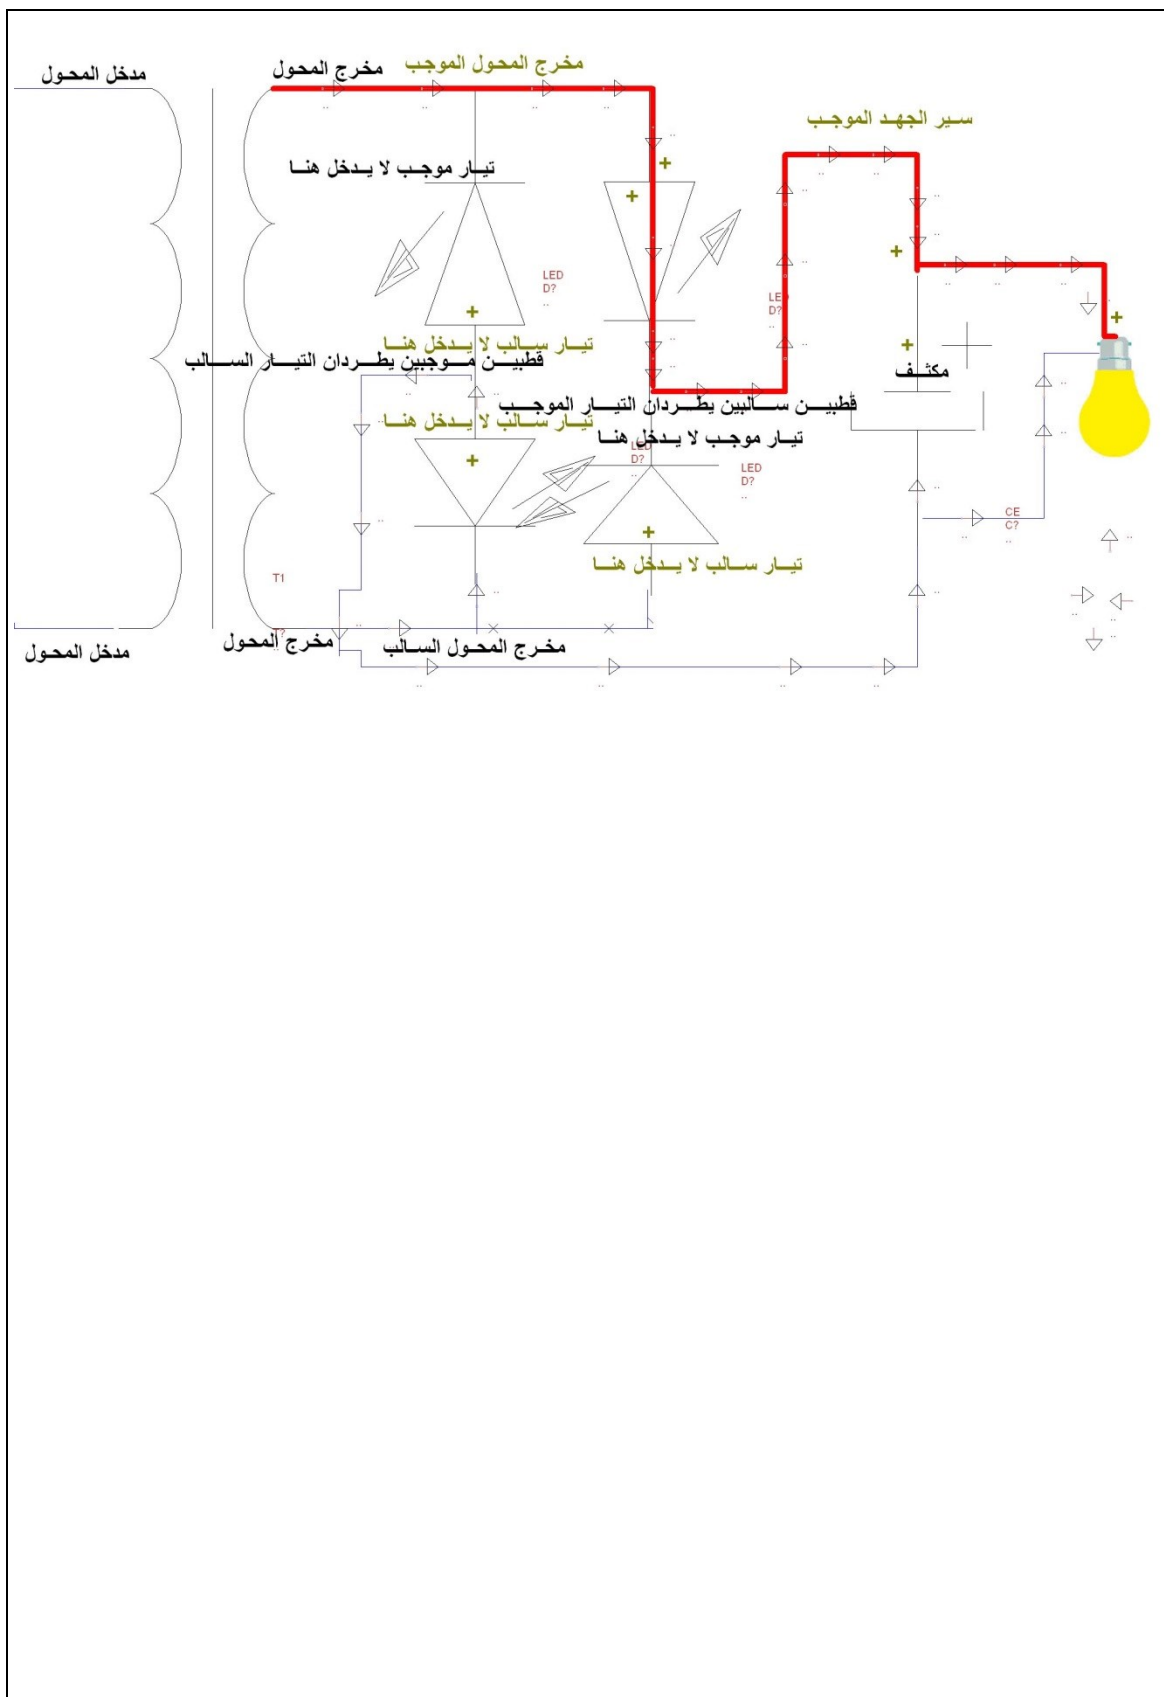 مخرج المحول الموجب
مخرج المحول
مدخل المحول
سير الجهد الموجب
تيار موجب لا يدخل هنا
+
+
+
LED
D?
LED
D?
+
+
+
تيار سالب لا يدخل هنا
قطبين موجبين يطردان التيار السالب
+
مكثف
قطبين سالبين يطردان التيار الموجب
تيار سالب لا يدخل هنا
تيار موجب لا يدخل هنا
LED
D?
LED
D?
+
CE
C?
+
تيار سالب لا يدخل هنا
T1
T?
مخرج المحول السالب
مخرج المحول
مدخل المحول